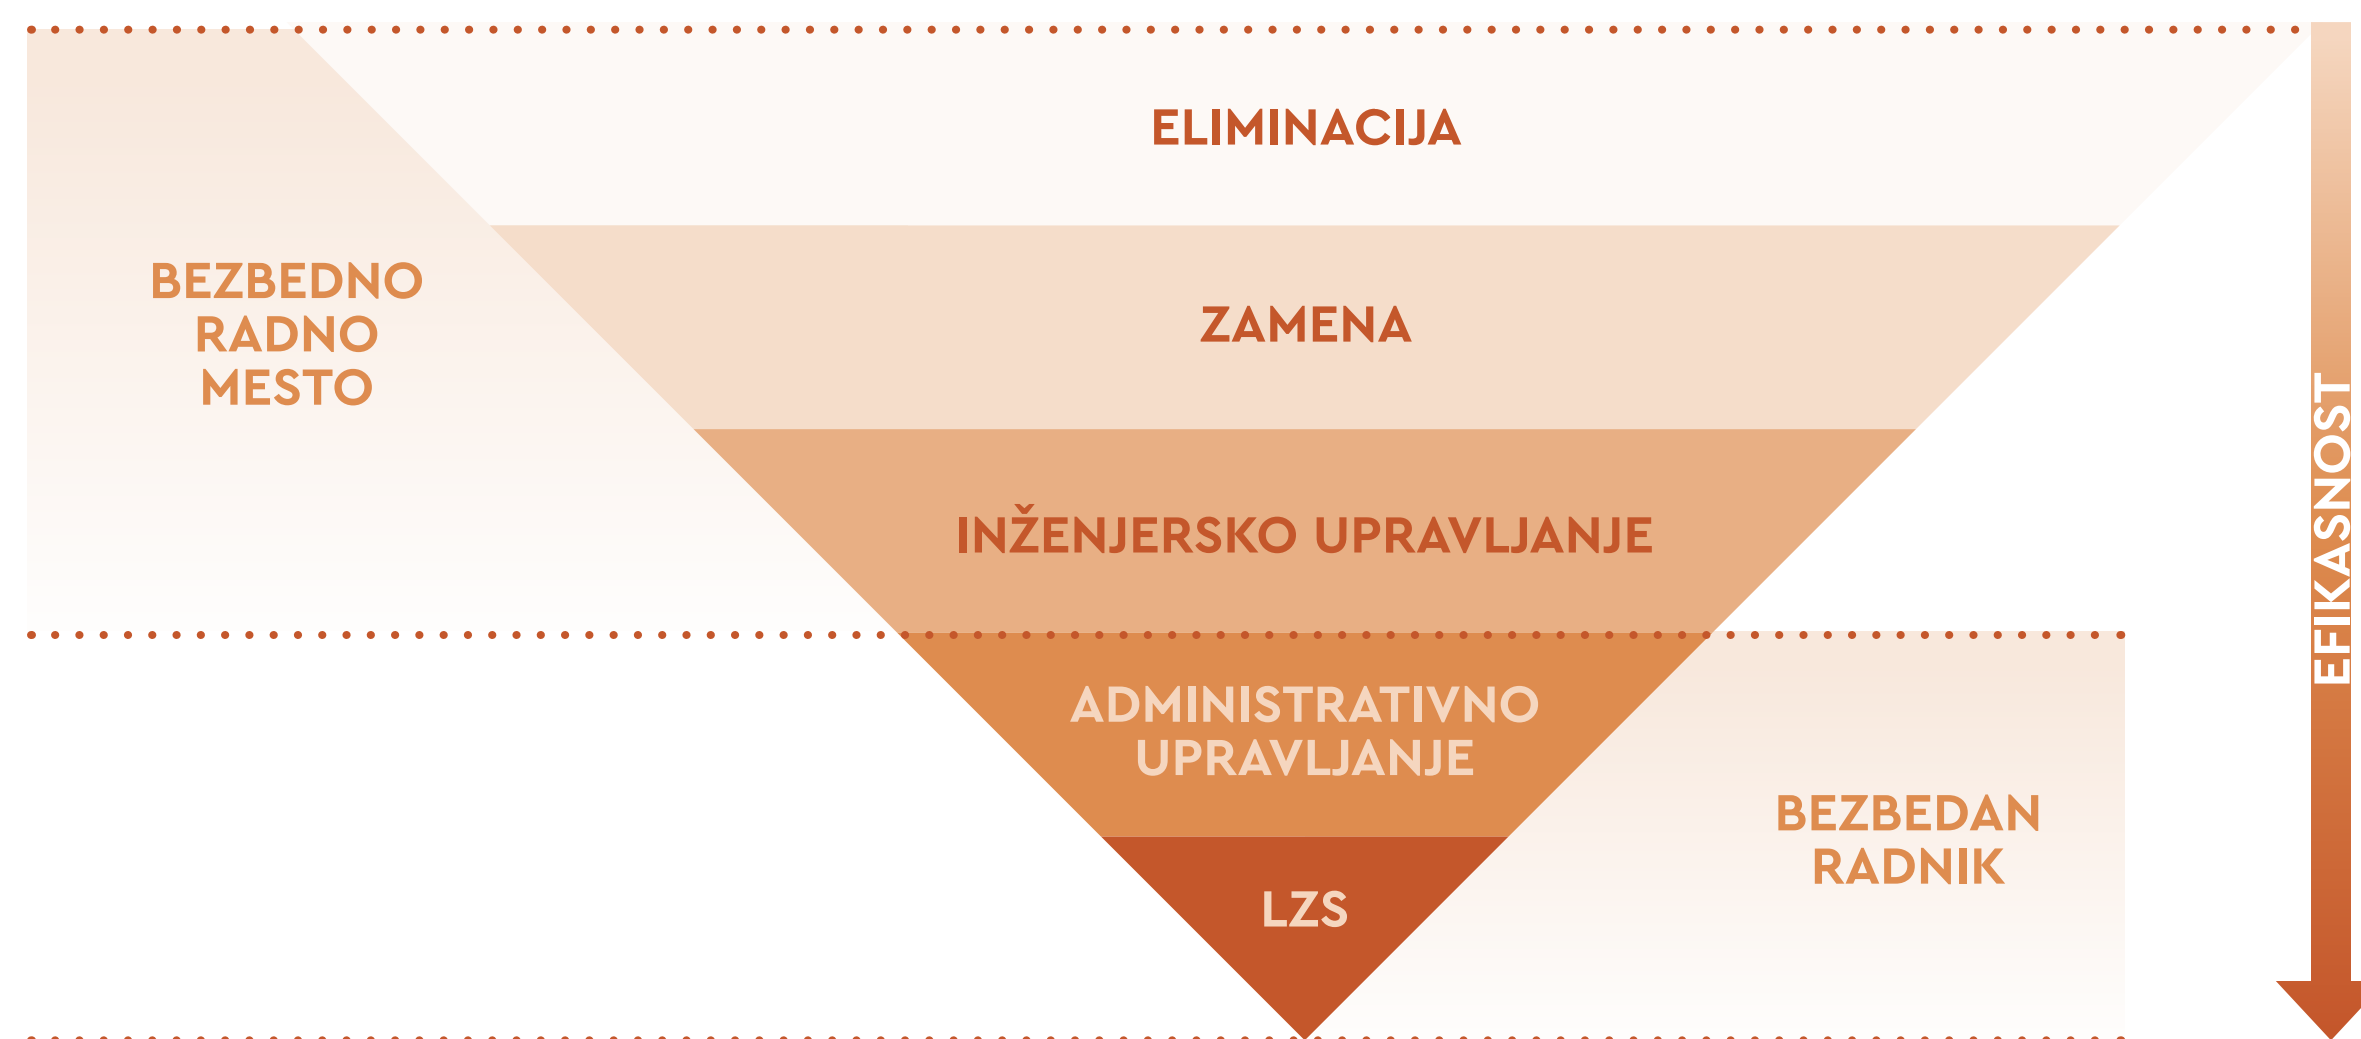 ELIMINACIJA
BEZBEDNO
RADNO
MESTO
ZAMENA
INŽENJERSKO UPRAVLJANJE
ADMINISTRATIVNO
UPRAVLJANJE
LZS
BEZBEDAN
RADNIK
EFIKASNOST